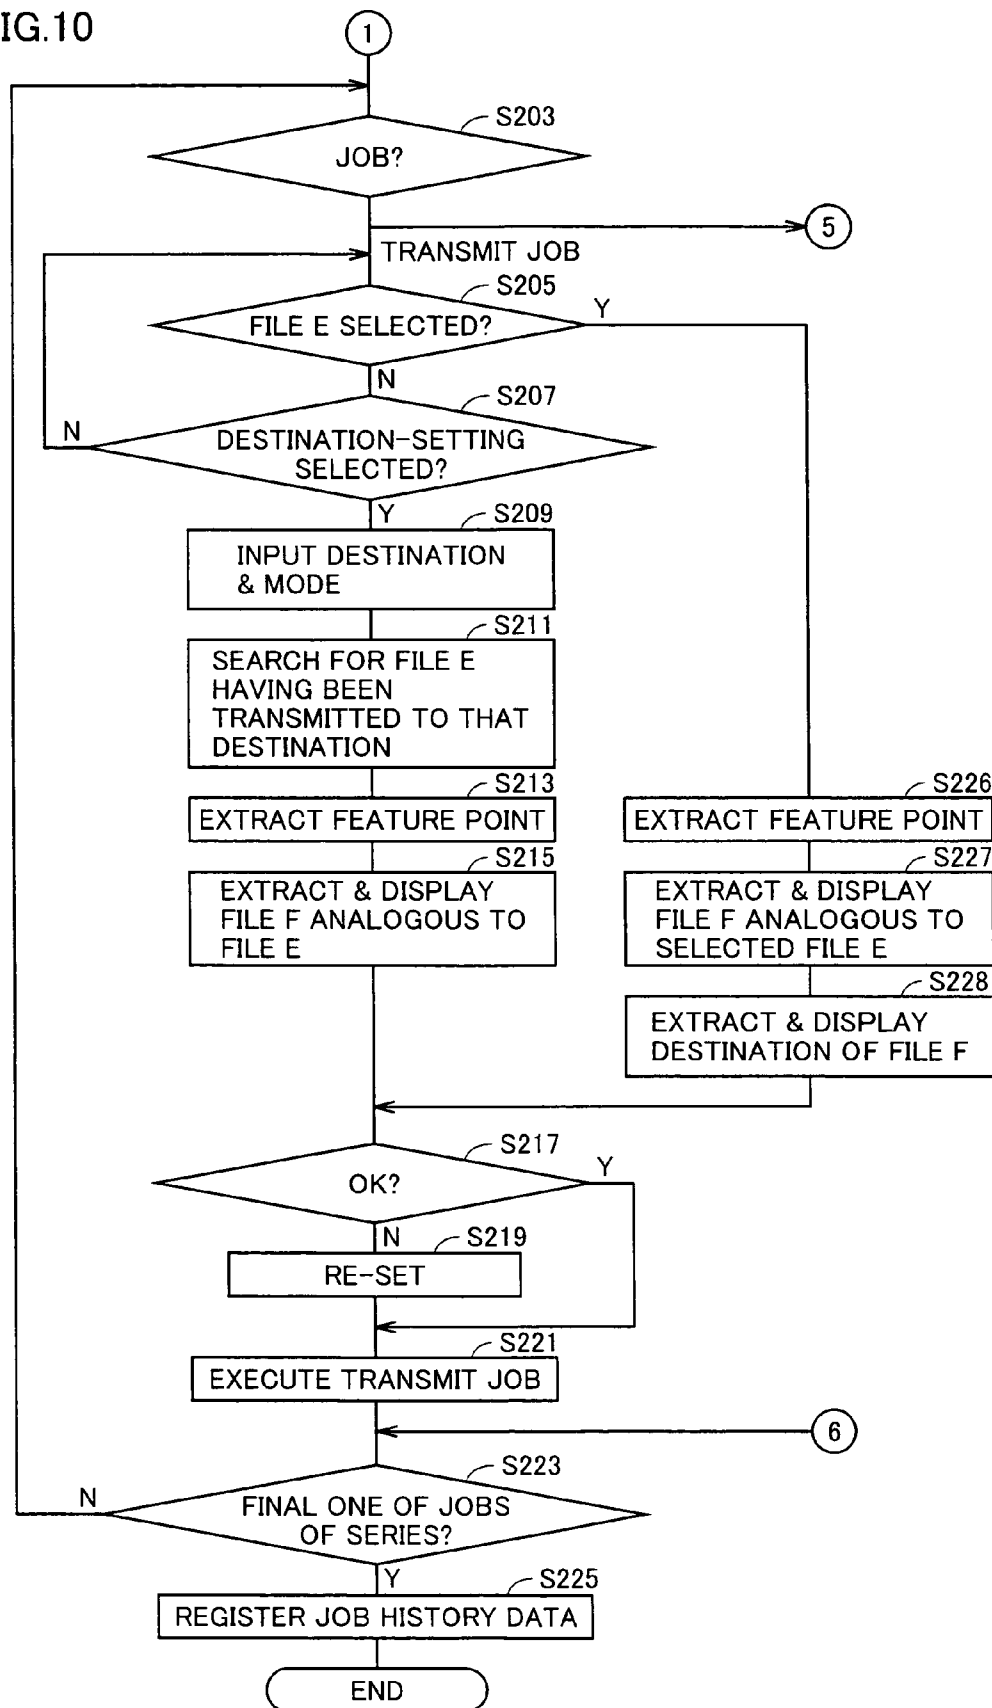 IG.10
1
S203
JOB?
5
TRANSMIT JOB
S205
FILE E SELECTED?
Y
N
S207
N
DESTINATION-SETTING
SELECTED?
Y
S209
INPUT DESTINATION
& MODE
S211
SEARCH FOR FILE E
HAVING BEEN
TRANSMITTED TO THAT
DESTINATION
S213
EXTRACT FEATURE POINT
S226
EXTRACT FEATURE POINT
S215
EXTRACT & DISPLAY
FILE F ANALOGOUS TO
FILE E
S227
EXTRACT & DISPLAY
FILE F ANALOGOUS TO
SELECTED FILE E
S228
EXTRACT & DISPLAY
DESTINATION OF FILE F
S217
OK?
Y
N
S219
RE-SET
S221
EXECUTE TRANSMIT JOB
6
S223
N
FINAL ONE OF JOBS
OF SERIES?
Y
S225
REGISTER JOB HISTORY DATA
END